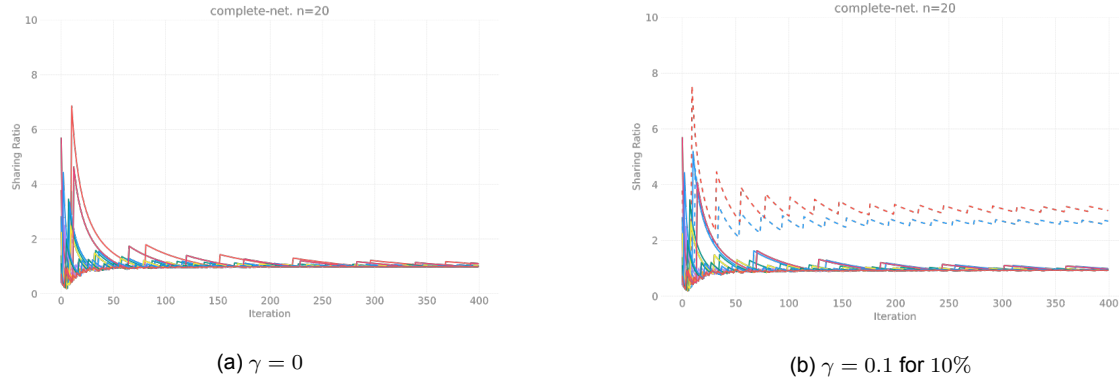 complete-net. n=20
10
8
6
4
2
0
Sharing Ratio
0 50 100 150 200 250 300 350 400
Iteration
(a) γ = 0
complete-net. n=20
10
8
6
4
2
0
Sharing Ratio
0 50 100 150 200 250 300 350 400
Iteration
(b) γ = 0.1 for 10%